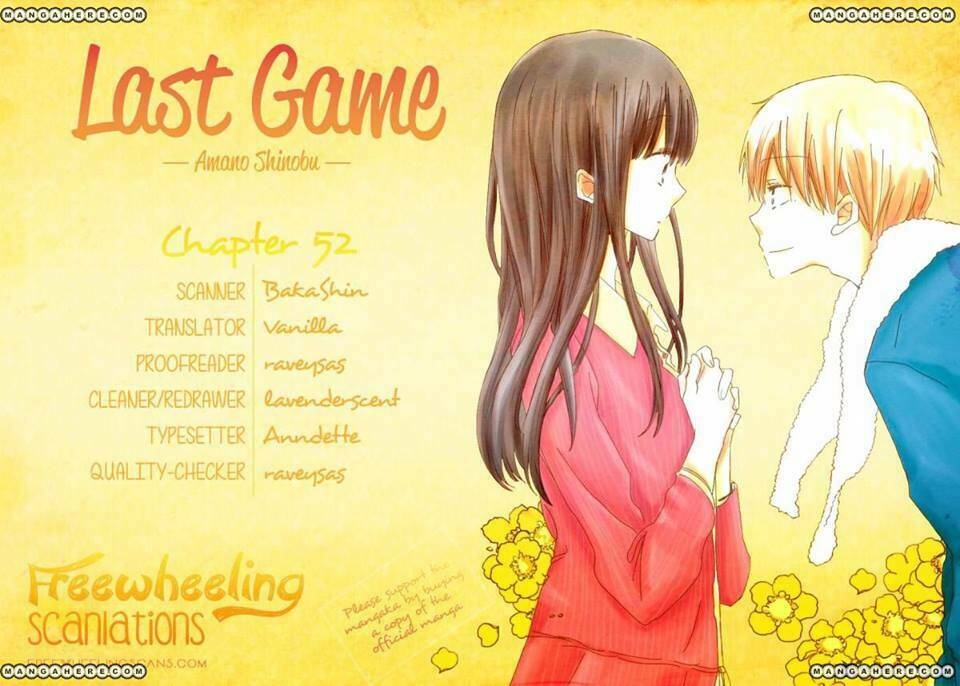 MANGAHERE.COM
MANGAHERE.COM
Last Game
— Amano Shinobu —
Chapter 52
SCANNER BakaShin
TRANSLATOR Vanilla
PROOFREADER raveysas
CLEANER/REDRAWER lavenderscent
TYPESETTER Anndette
QUALITY-CHECKER raveysas
Freewheeling
SCANLATIONS
FREEWHEELINGSCANS.COM
Please support the
mangaka by buying
a copy of the
official manga
MANGAHERE.COM
MANGAHERE.COM